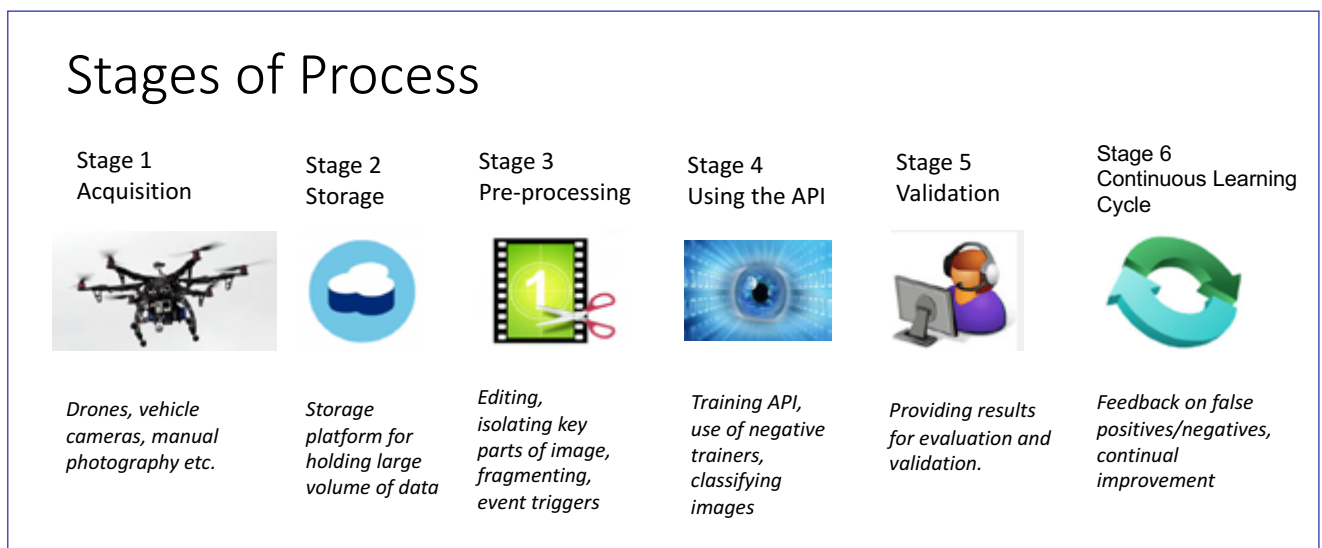 Stages of Process
Stage 1
Acquisition
Drones, vehicle
cameras, manual
photography etc.
Stage 2
Storage
Storage
platform for
holding large
volume of data
Stage 3
Pre-processing
1
Editing,
isolating key
parts of image,
fragmenting,
event triggers
Stage 4
Using the API
Training API,
use of negative
trainers,
classifying
images
Stage 5
Validation
Providing results
for evaluation and
validation.
Stage 6
Continuous Learning
Cycle
Feedback on false
positives/negatives,
continual
improvement